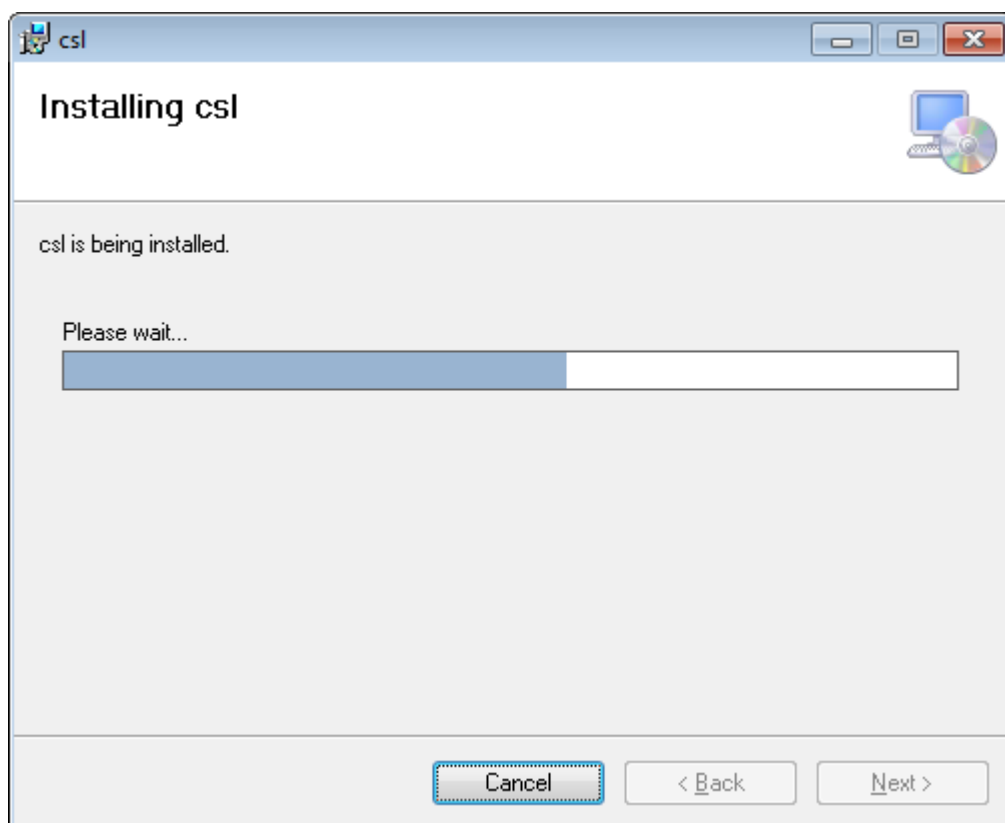 csl
Installing csl
csl is being installed.
Please wait...
Cancel
< Back
Next >